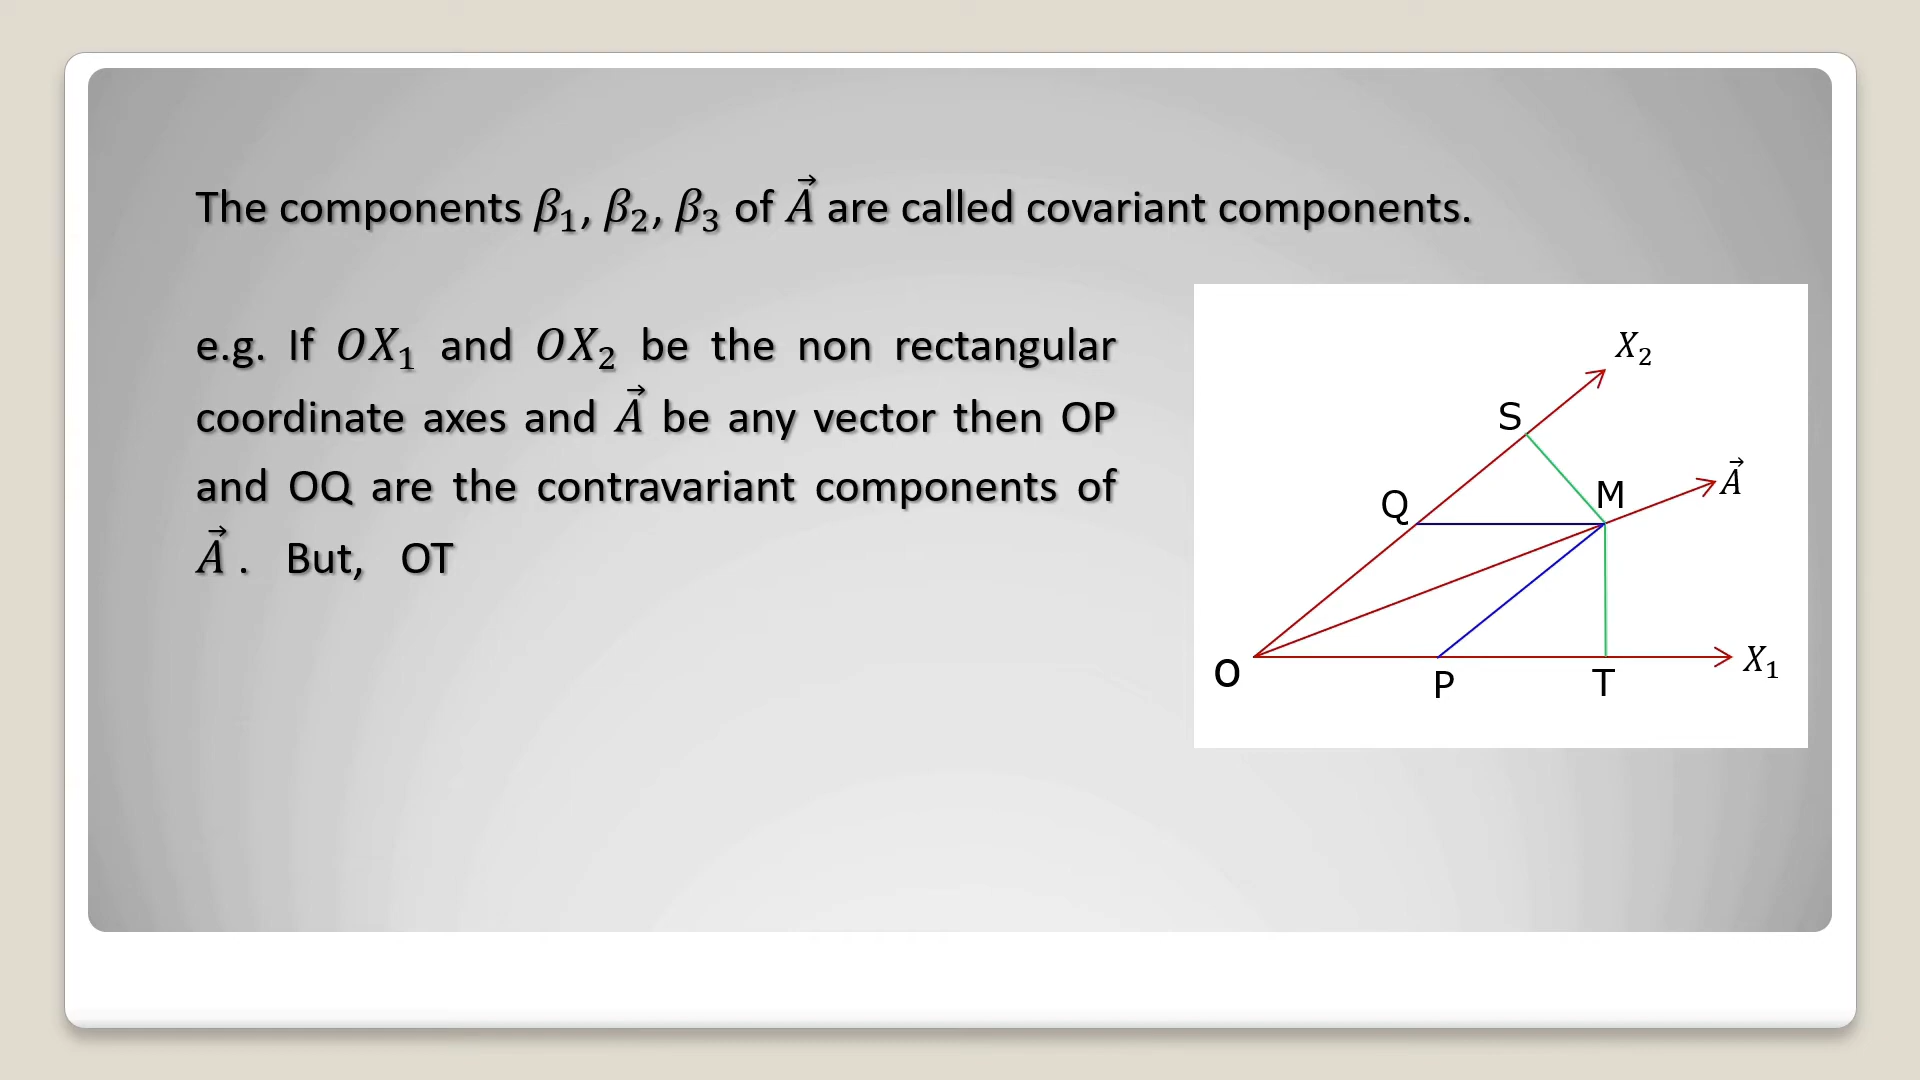 The components β₁, β₂, β₃ of A⃗ are called covariant components.
e.g. If OX₁ and OX₂ be the non rectangular
coordinate axes and A⃗ be any vector then OP
and OQ are the contravariant components of
A⃗ . But, OT
X₂
S
A⃗
M
Q
X₁
O
P
T